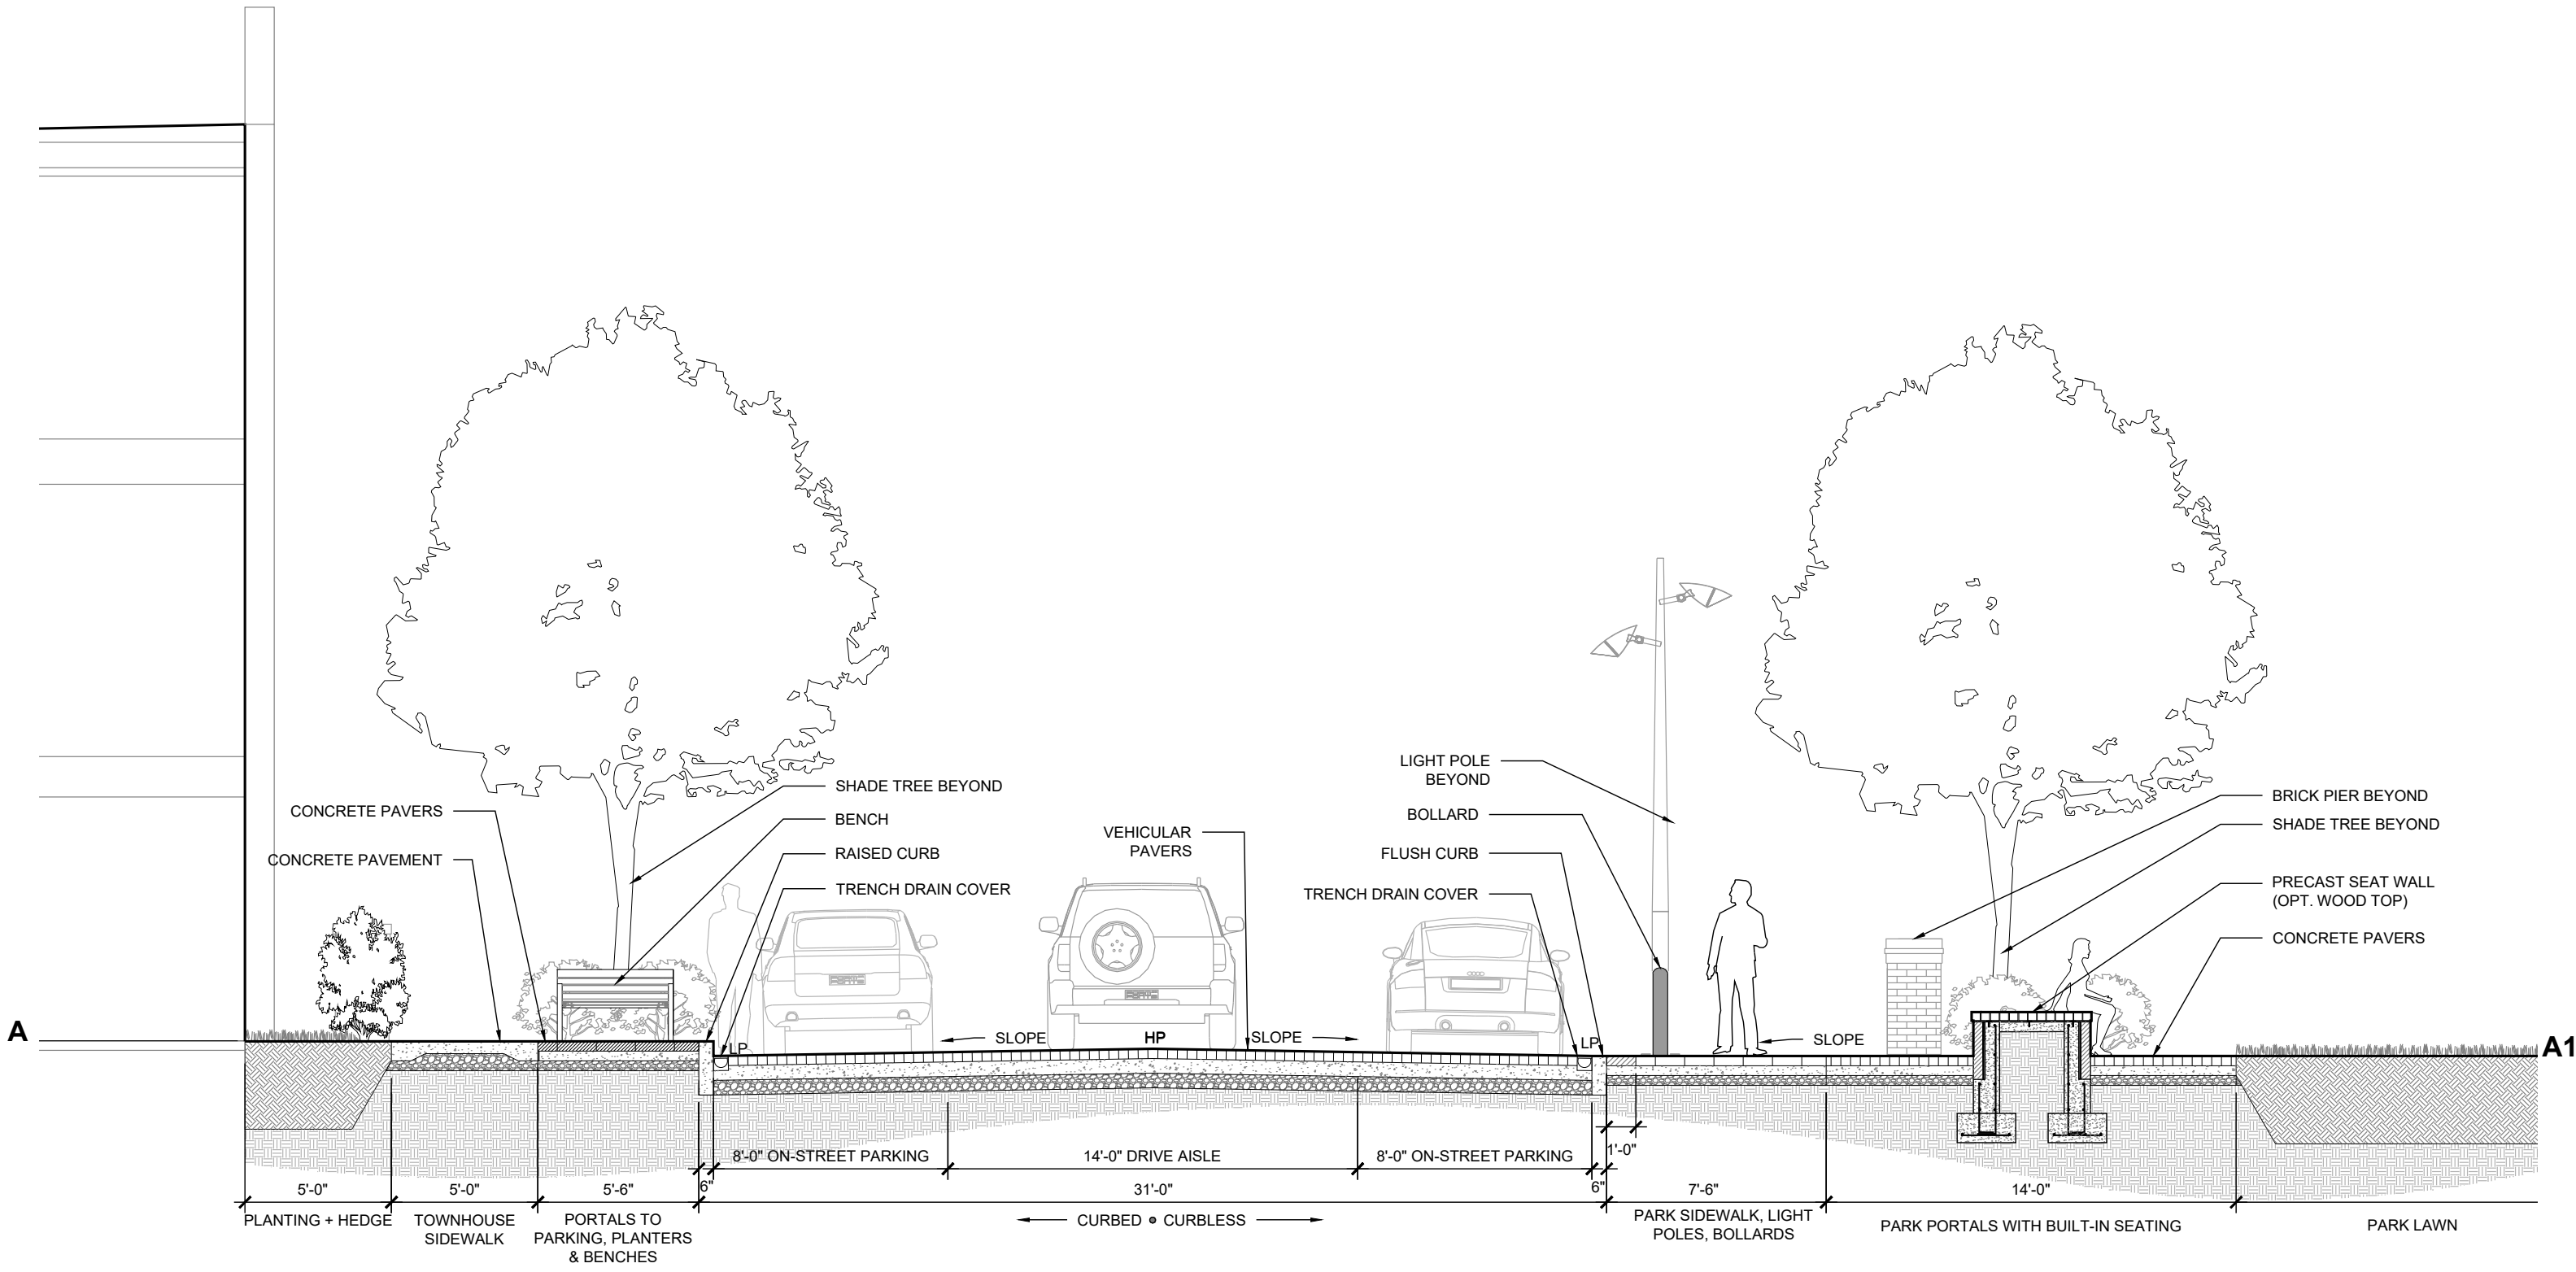 SHADE TREE BEYOND
BENCH
RAISED CURB
TRENCH DRAIN COVER
CONCRETE PAVERS
CONCRETE PAVEMENT
VEHICULAR
PAVERS
LIGHT POLE
BEYOND
BOLLARD
FLUSH CURB
TRENCH DRAIN COVER
BRICK PIER BEYOND
SHADE TREE BEYOND
PRECAST SEAT WALL
(OPT. WOOD TOP)
CONCRETE PAVERS
A
LP
SLOPE
HP
SLOPE
LP
SLOPE
A1
8'-0" ON-STREET PARKING
14'-0" DRIVE AISLE
8'-0" ON-STREET PARKING
1'-0"
5'-0"
5'-0"
5'-6"
6"
31'-0"
6"
7'-6"
14'-0"
PLANTING + HEDGE
TOWNHOUSE
SIDEWALK
PORTALS TO
PARKING, PLANTERS
& BENCHES
CURBED
CURBLESS
PARK SIDEWALK, LIGHT
POLES, BOLLARDS
PARK PORTALS WITH BUILT-IN SEATING
PARK LAWN